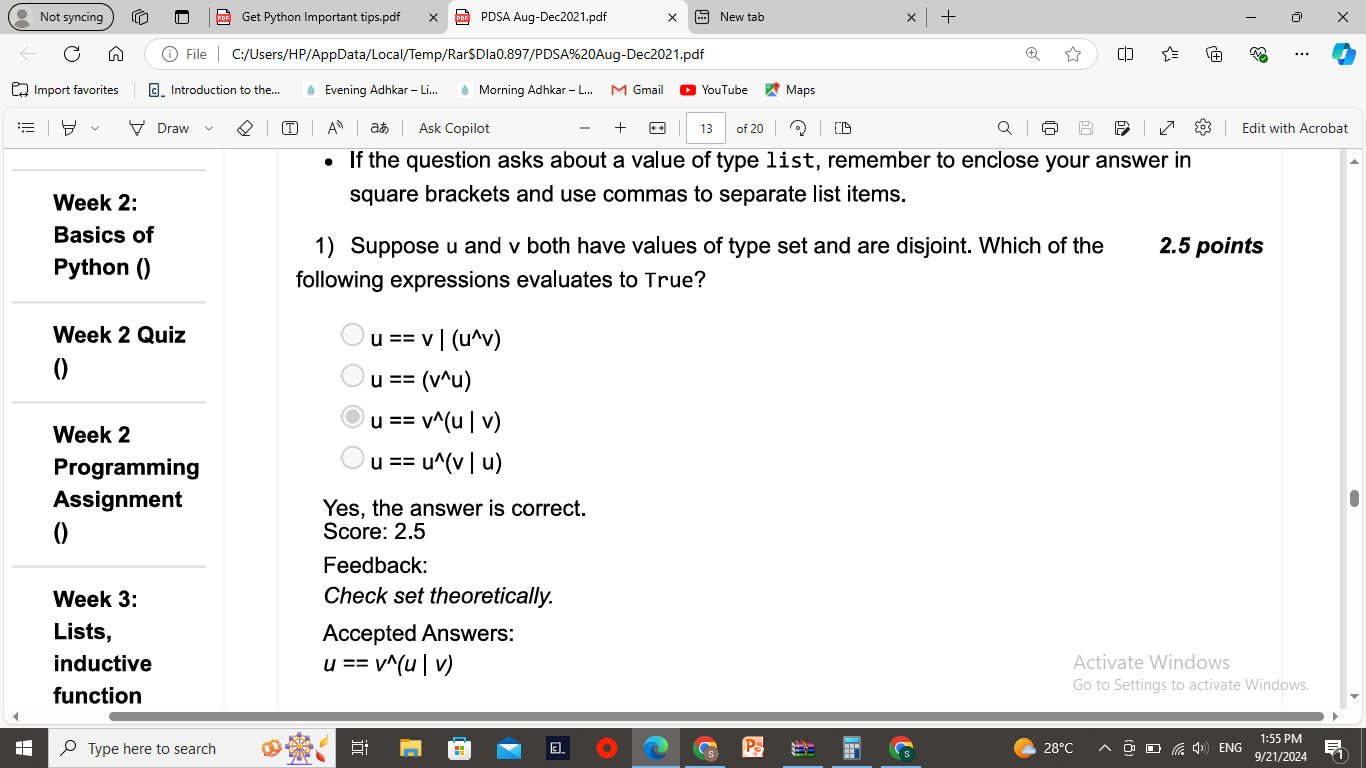 Not syncing
Get Python Important tips.pdf
PDSA Aug-Dec2021.pdf
New tab
File
C:/Users/HP/AppData/Local/Temp/Rar$DIa0.897/PDSA%20Aug-Dec2021.pdf
Import favorites
Introduction to the...
Evening Adhkar – Li...
Morning Adhkar – L...
Gmail
YouTube
Maps
Draw
Ask Copilot
13
of 20
Edit with Acrobat
• If the question asks about a value of type list, remember to enclose your answer in
square brackets and use commas to separate list items.
Week 2:
Basics of
Python ()
Week 2 Quiz
()
Week 2
Programming
Assignment
()
Week 3:
Lists,
inductive
function
1) Suppose u and v both have values of type set and are disjoint. Which of the
2.5 points
following expressions evaluates to True?
u == v | (u^v)
u == (v^u)
u == v^(u | v)
u == u^(v | u)
Yes, the answer is correct.
Score: 2.5
Feedback:
Check set theoretically.
Accepted Answers:
u == v^(u | v)
Activate Windows
Go to Settings to activate Windows.
Type here to search
28°C
ENG
1:55 PM
9/21/2024
1